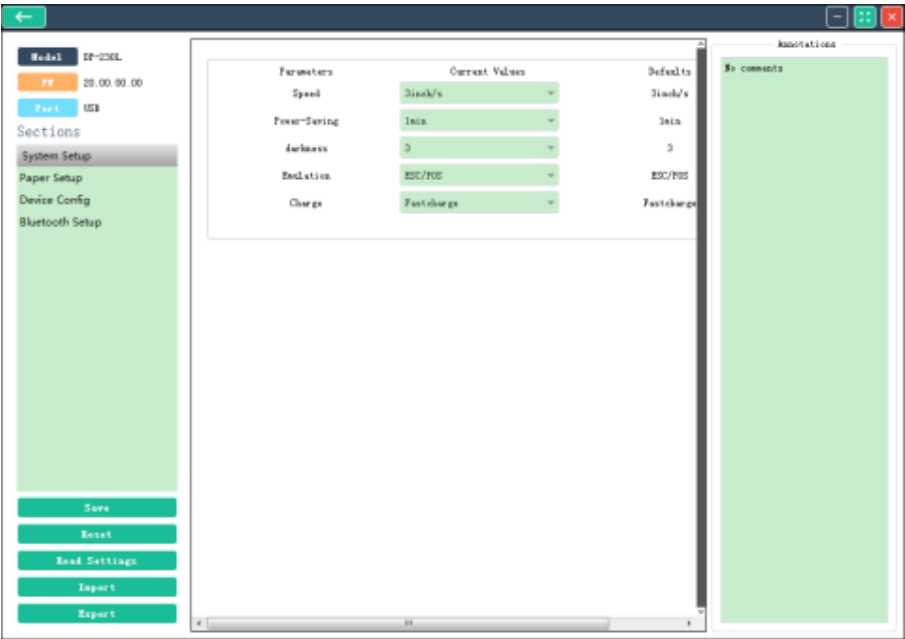 Model DP-230L
FV 20.00.00.00
Port USB
Sections
System Setup
Paper Setup
Device Config
Bluetooth Setup
Save
Reset
Read Settings
Import
Export
Parameters Current Values Defaults
Speed 3inch/s 3inch/s
Power-Saving 1min 1min
darkness 3 3
Emulation ESC/POS ESC/POS
Charge Fastcharge Fastcharge
Annotations
No comments